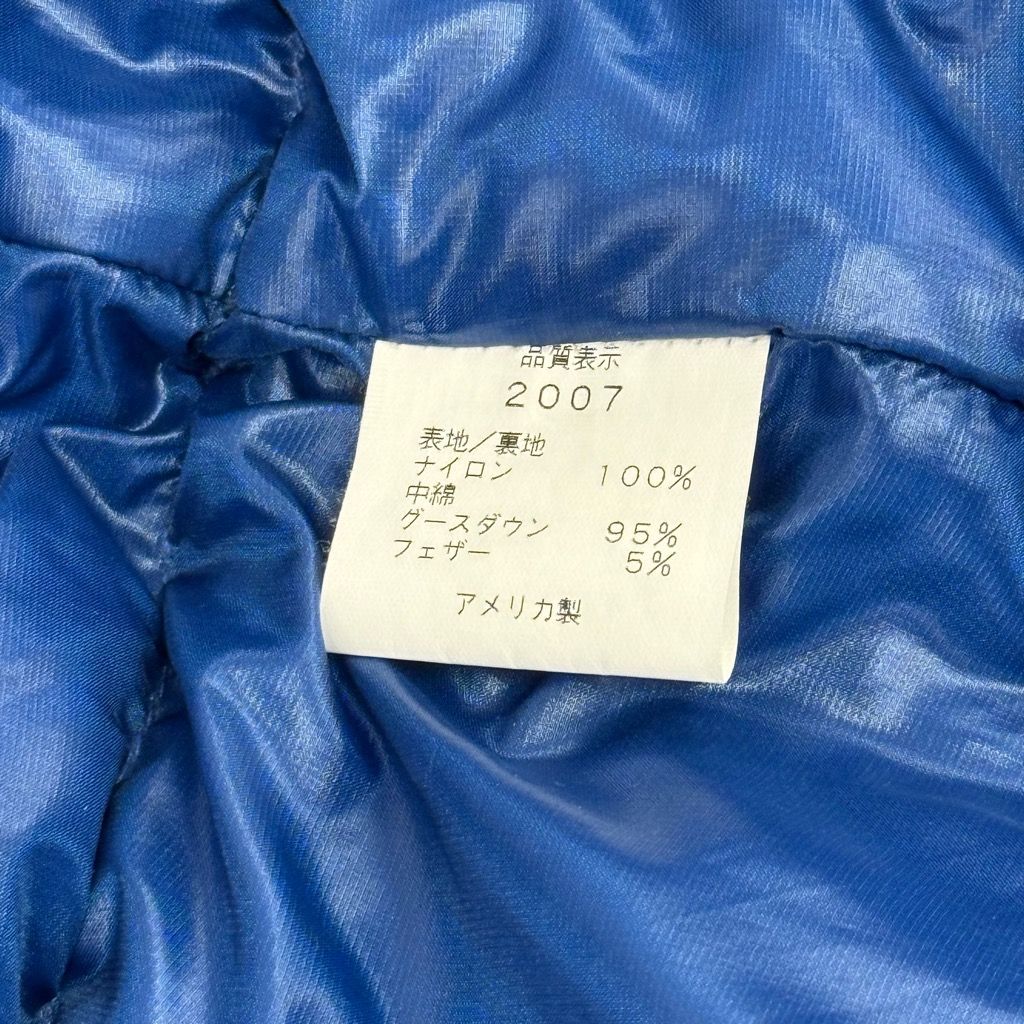 品質表示
2007
表地／裏地
ナイロン 100%
中綿
グースダウン 95%
フェザー 5%
アメリカ製